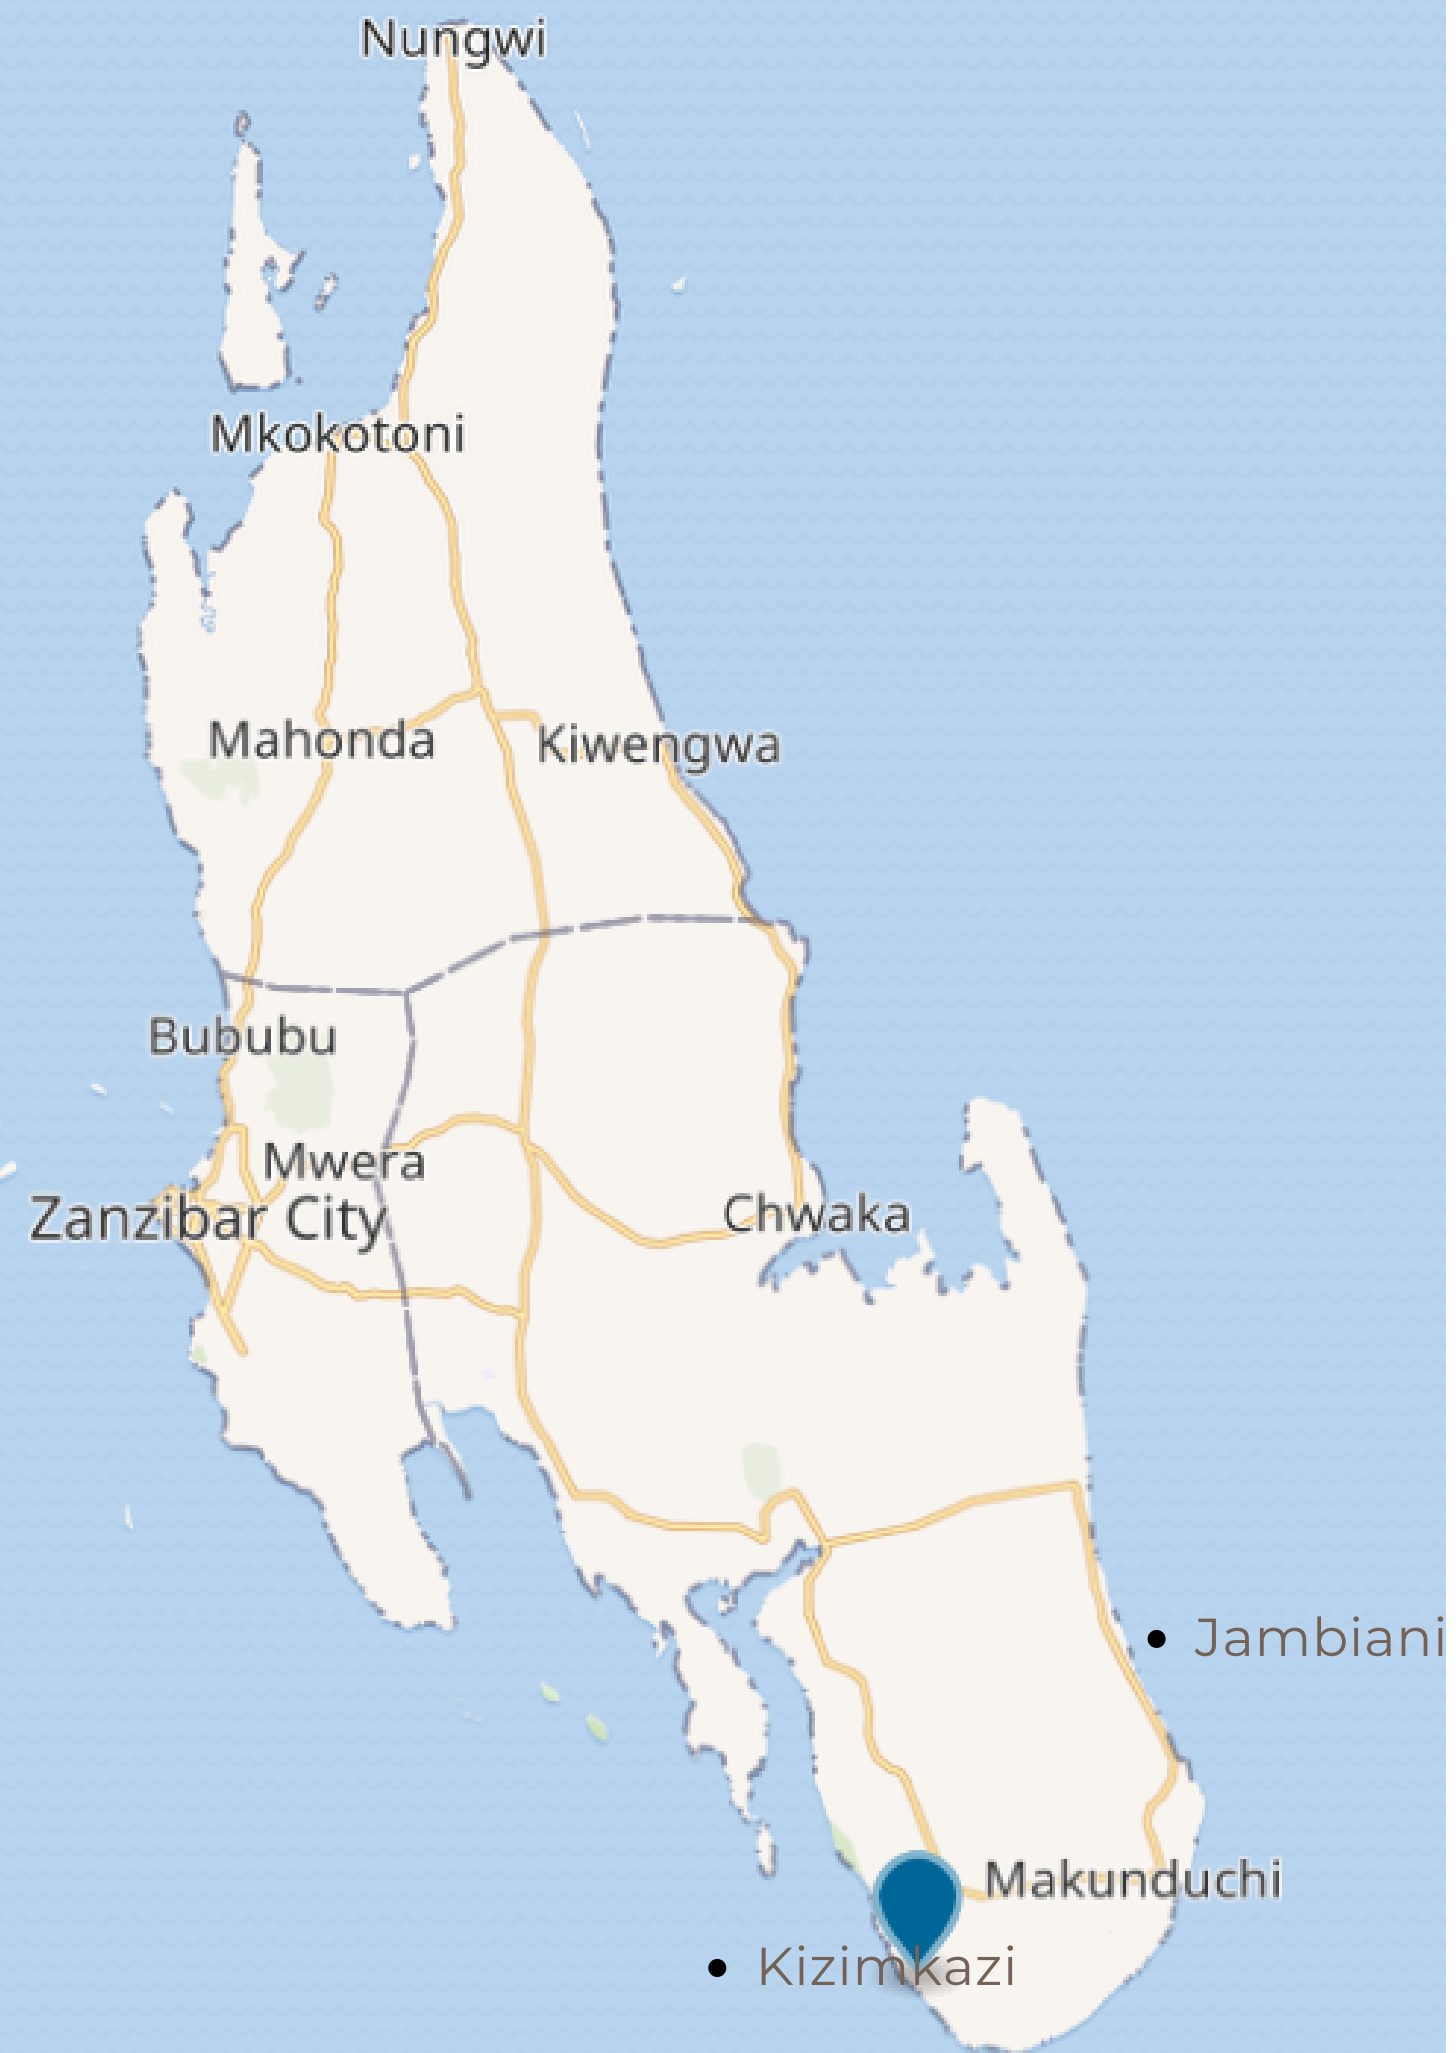 Nungwi
Mkokotoni
Mahonda
Kiwengwa
Bububu
Mwera
Zanzibar City
Chwaka
• Jambiani
Makunduchi
• Kizimkazi